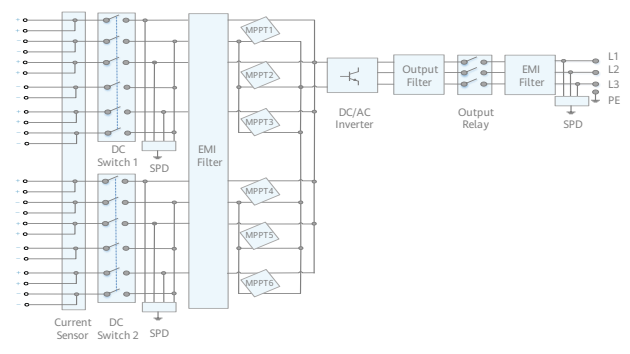 MPPT1
MPPT2
MPPT3
MPPT4
MPPT5
MPPT6
DC
Switch 1
SPD
EMI
Filter
DC/AC
Inverter
Output
Filter
Output
Relay
EMI
Filter
SPD
L1
L2
L3
PE
Current
Sensor
DC
Switch 2
SPD